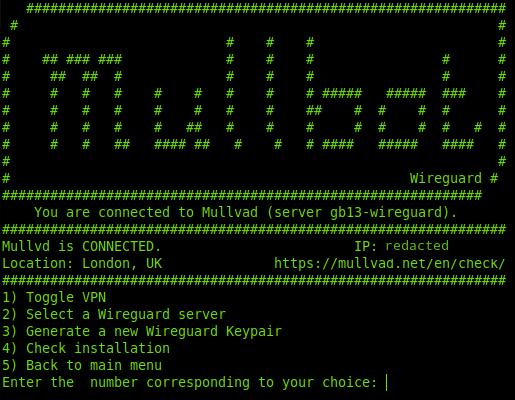 Wireguard
You are connected to Mullvad (server gb13-wireguard).
Mullvd is CONNECTED. IP: redacted
Location: London, UK https://mullvad.net/en/check/
1) Toggle VPN
2) Select a Wireguard server
3) Generate a new Wireguard Keypair
4) Check installation
5) Back to main menu
Enter the  number corresponding to your choice: